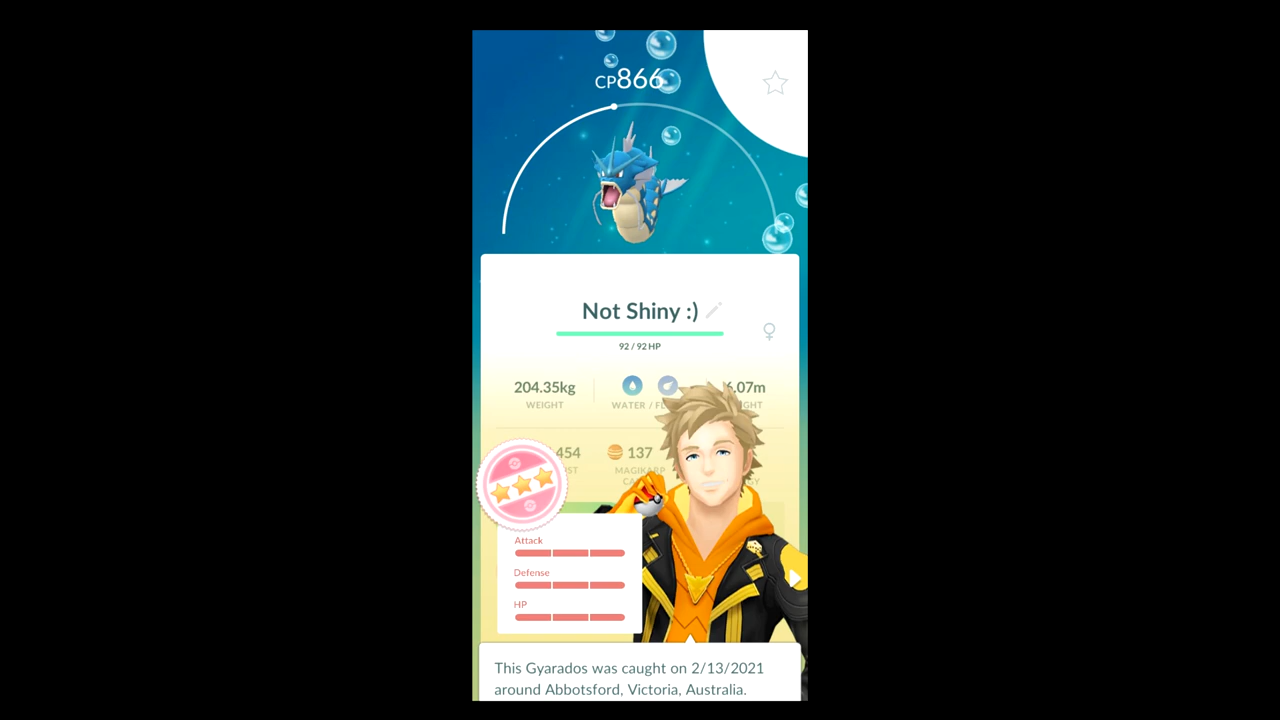 CP866
Not Shiny :)
92 / 92 HP
204.35kg
WEIGHT
WATER /
.07m
454
137
MAGIKARP
Attack
Defense
HP
This Gyarados was caught on 2/13/2021
around Abbotsford, Victoria, Australia.